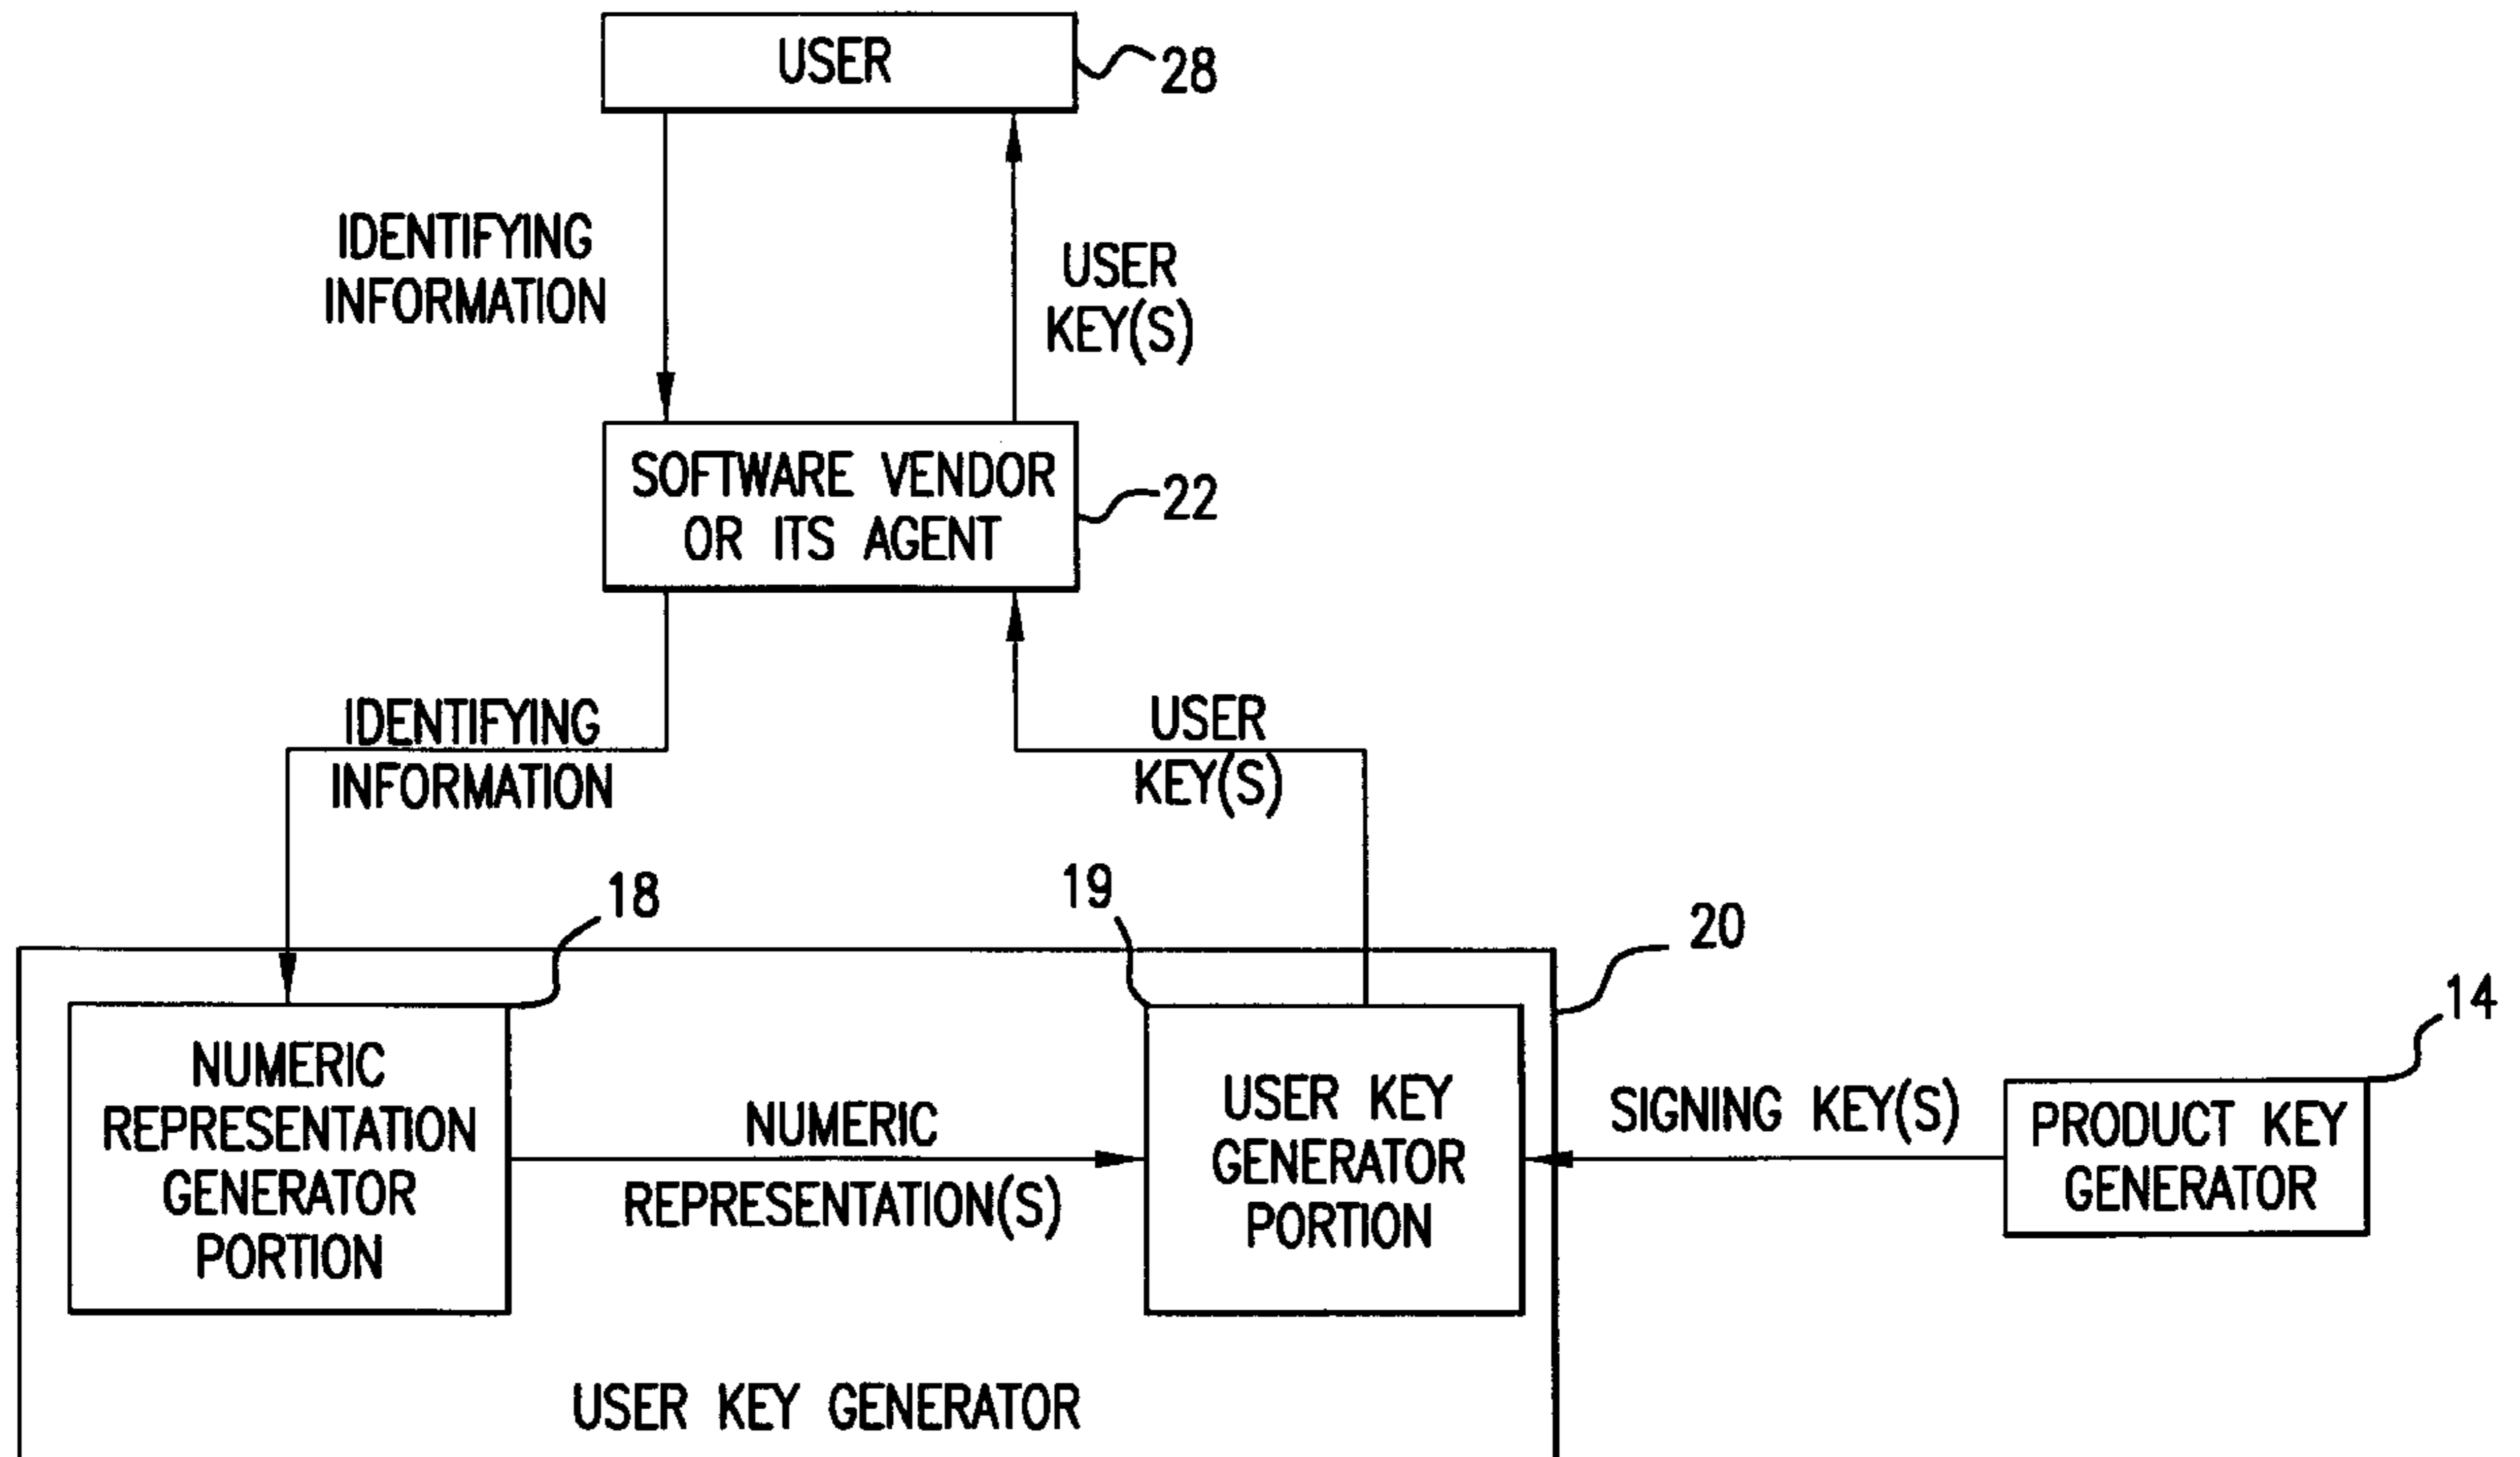 USER
28
IDENTIFYING
INFORMATION
USER
KEY(S)
SOFTWARE VENDOR
OR ITS AGENT
22
IDENTIFYING
INFORMATION
USER
KEY(S)
18
19
20
14
NUMERIC
REPRESENTATION
GENERATOR
PORTION
NUMERIC
REPRESENTATION(S)
USER KEY
GENERATOR
PORTION
SIGNING KEY(S)
PRODUCT KEY
GENERATOR
USER KEY GENERATOR